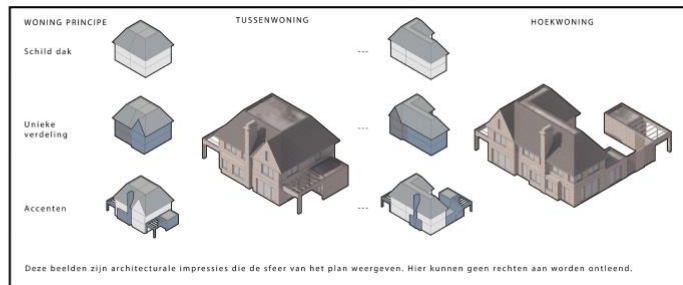 WONING PRINCIPE
TUSSENWONING
HOEKWONING
Schild dak
---
Unieke
verdeling
---
Accenten
---
Deze beelden zijn architecturale impressies die de sfeer van het plan weergeven. Hier kunnen geen rechten aan worden ontleend.